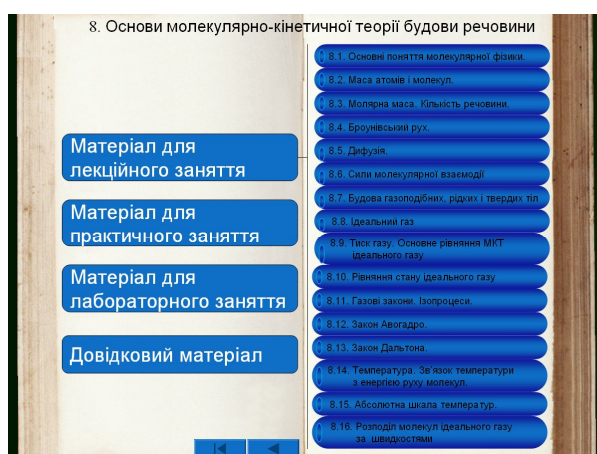 8. Основи молекулярно-кінетичної теорії будови речовини
Матеріал для
лекційного заняття
Матеріал для
практичного заняття
Матеріал для
лабораторного заняття
Довідковий матеріал
8.1. Основні поняття молекулярної фізики.
8.2. Маса атомів і молекул.
8.3. Молярна маса. Кількість речовини.
8.4. Броунівський рух.
8.5. Дифузія.
8.6. Сили молекулярної взаємодії
8.7. Будова газоподібних, рідких і твердих тіл
8.8. Ідеальний газ
8.9. Тиск газу. Основне рівняння МКТ
ідеального газу
8.10. Рівняння стану ідеального газу
8.11. Газові закони. Ізопроцеси.
8.12. Закон Авогадро.
8.13. Закон Дальтона.
8.14. Температура. Зв'язок температури
з енергією руху молекул.
8.15. Абсолютна шкала температур.
8.16. Розподіл молекул ідеального газу
за швидкостями